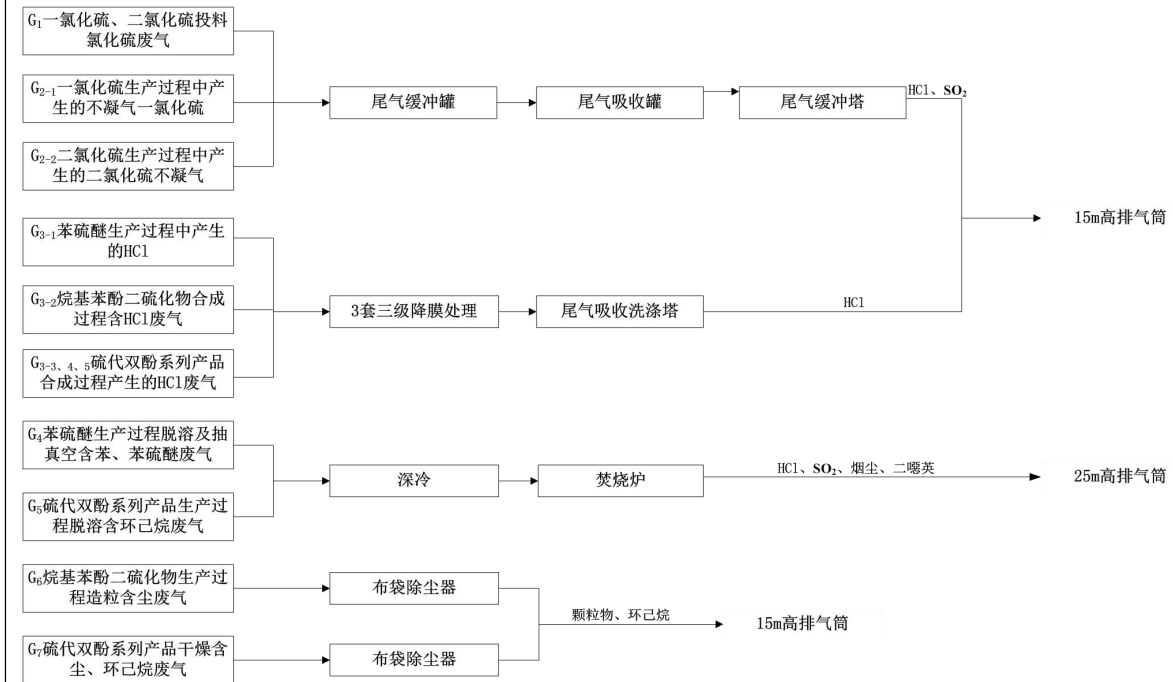 G₁一氯化硫、二氯化硫投料
氯化硫废气
G₂₋₁一氯化硫生产过程中产
生的不凝气一氯化硫
G₂₋₂二氯化硫生产过程中产
生的二氯化硫不凝气
尾气缓冲罐
尾气吸收罐
尾气缓冲塔
HCl、SO₂
G₃₋₁苯硫醚生产过程中产生
的HCl
G₃₋₂烷基苯酚二硫化物合成
过程含HCl废气
G₃₋₃、₄、₅硫代双酚系列产品
合成过程产生的HCl废气
3套三级降膜处理
尾气吸收洗涤塔
HCl
15m高排气筒
G₄苯硫醚生产过程脱溶及抽
真空含苯、苯硫醚废气
G₅硫代双酚系列产品生产过
程脱溶含环己烷废气
深冷
焚烧炉
HCl、SO₂、烟尘、二噁英
25m高排气筒
G₆烷基苯酚二硫化物生产过
程造粒含尘废气
布袋除尘器
G₇硫代双酚系列产品干燥含
尘、环己烷废气
布袋除尘器
颗粒物、环己烷
15m高排气筒